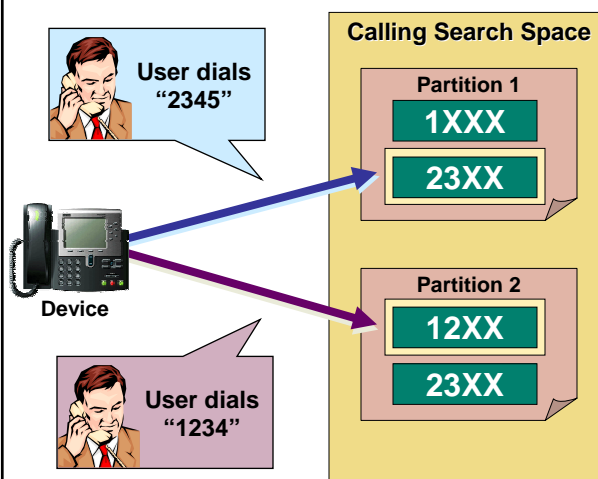 Calling Search Space
User dials
“2345”
Partition 1
1XXX
23XX
Device
Partition 2
12XX
23XX
User dials
“1234”